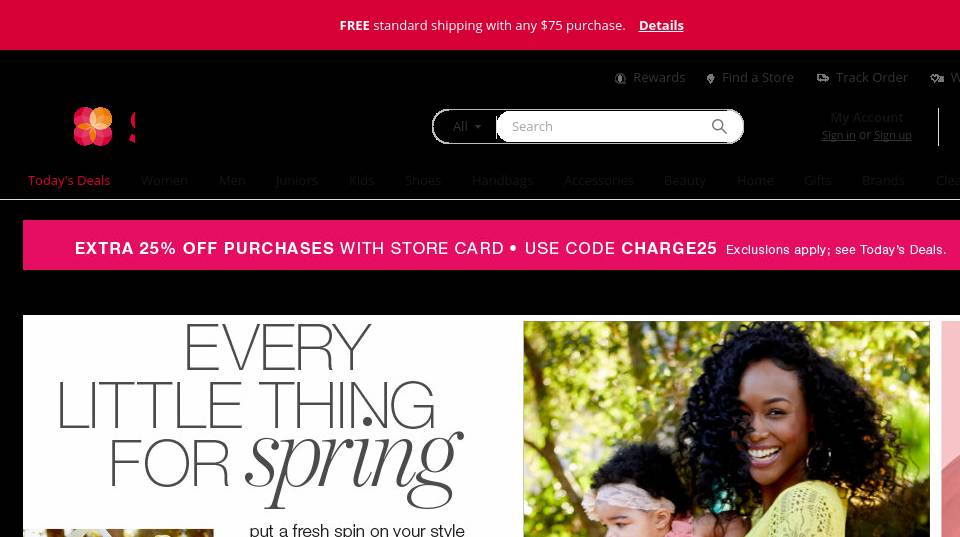 FREE standard shipping with any $75 purchase. Details
Rewards Find a Store Track Order W
All Search
My Account
Sign in or Sign up
Today's Deals Women Men Juniors Kids Shoes Handbags Accessories Beauty Home Gifts Brands Clea
EXTRA 25% OFF PURCHASES WITH STORE CARD • USE CODE CHARGE25 Exclusions apply; see Today's Deals.
EVERY
LITTLE THING
FOR spring
put a fresh spin on your style